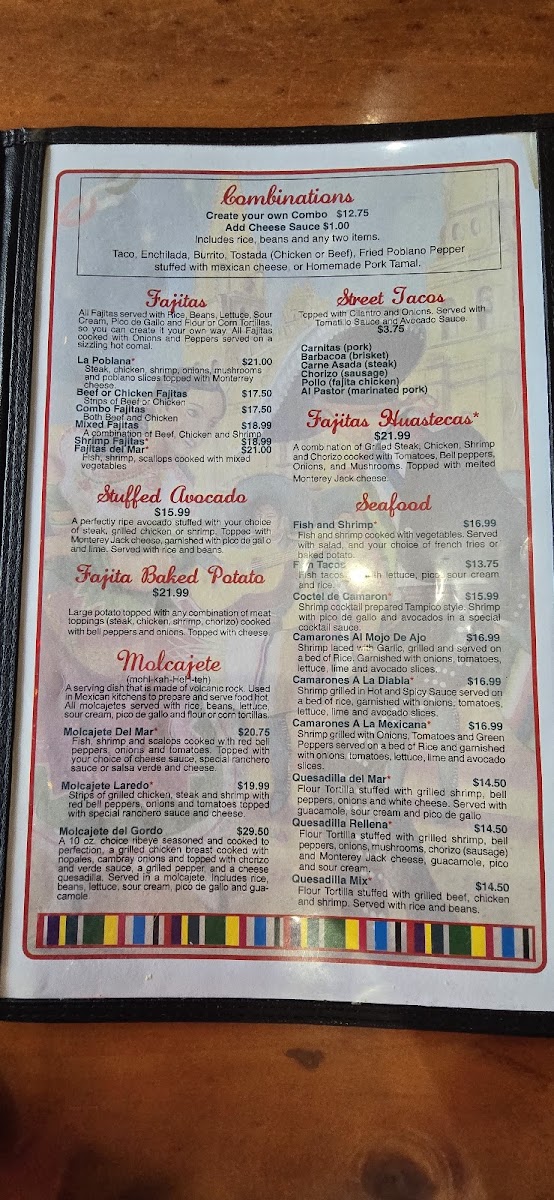 Combinations
Create your own Combo $12.75
Add Cheese Sauce $1.00
Includes rice, beans and any two items.
Taco, Enchilada, Burrito, Tostada (Chicken or Beef), Fried Poblano Pepper
stuffed with mexican cheese, or Homemade Pork Tamal.
Fajitas
All Fajitas served with Rice, Beans, Lettuce, Sour
Cream, Pico de Gallo and Flour or Corn Tortillas,
so you can create it your own way. All Fajitas
cooked with Onions and Peppers served on a
sizzling hot comal.
La Poblana* $21.00
Steak, chicken, shrimp, onions, mushrooms
and poblano slices topped with Monterrey
cheese
Beef or Chicken Fajitas $17.50
Strips of Beef or Chicken
Combo Fajitas $17.50
Both Beef and Chicken
Mixed Fajitas $18.99
A combination of Beef, Chicken and Shrimp
Shrimp Fajitas* $18.99
Fajitas del Mar* $21.00
Fish, shrimp, scallops cooked with mixed
vegetables
Stuffed Avocado
$15.99
A perfectly ripe avocado stuffed with your choice
of steak, grilled chicken or shrimp. Topped with
Monterey Jack cheese, garnished with pico de gallo
and lime. Served with rice and beans.
Fajita Baked Potato
$21.99
Large potato topped with any combination of meat
toppings (steak, chicken, shrimp, chorizo) cooked
with bell peppers and onions. Topped with cheese.
Molcajete
(mohl-kah-HeH-teh)
A serving dish that is made of volcanic rock. Used
in Mexican kitchens to prepare and serve food hot.
All molcajetes served with rice, beans, lettuce,
sour cream, pico de gallo and flour or corn tortillas.
Molcajete Del Mar* $20.75
Fish, shrimp and scallops cooked with red bell
peppers, onions and tomatoes. Topped with
your choice of cheese sauce, special ranchero
sauce or salsa verde and cheese.
Molcajete Laredo* $19.99
Strips of grilled chicken, steak and shrimp with
red bell peppers, onions and tomatoes topped
with special ranchero sauce and cheese.
Molcajete del Gordo $29.50
A 10 oz. choice ribeye seasoned and cooked to
perfection, a grilled chicken breast cooked with
nopales, cambray onions and topped with chorizo
and verde sauce, a grilled pepper, and a cheese
quesadilla. Served in a molcajete. Includes rice,
beans, lettuce, sour cream, pico de gallo and gua-
camole.
Street Tacos
Topped with Cilantro and Onions. Served with
Tomatillo Sauce and Avocado Sauce.
$3.75
Carnitas (pork)
Barbacoa (brisket)
Carne Asada (steak)
Chorizo (sausage)
Pollo (fajita chicken)
Al Pastor (marinated pork)
Fajitas Huastecas*
$21.99
A combination of Grilled Steak, Chicken, Shrimp
and Chorizo cooked with Tomatoes, Bell peppers,
Onions, and Mushrooms. Topped with melted
Monterey Jack cheese.
Seafood
Fish and Shrimp* $16.99
Fish and shrimp cooked with vegetables. Served
with salad, and your choice of french fries or
baked potato.
Tacos $13.75
Fish tacos lettuce, pico, sour cream
and rice.
Coctel de Camaron* $15.99
Shrimp cocktail prepared Tampico style. Shrimp
with pico de gallo and avocados in a special
cocktail sauce.
Camarones Al Mojo De Ajo $16.99
Shrimp laced with Garlic, grilled and served on
a bed of Rice. Garnished with onions, tomatoes,
lettuce, lime and avocado slices.
Camarones A La Diabla* $16.99
Shrimp grilled in Hot and Spicy Sauce served on
a bed of rice, garnished with onions, tomatoes,
lettuce, lime and avocado slices.
Camarones A La Mexicana* $16.99
Shrimp grilled with Onions, Tomatoes and Green
Peppers served on a bed of Rice and garnished
with onions, tomatoes, lettuce, lime and avocado
slices.
Quesadilla del Mar* $14.50
Flour Tortilla stuffed with grilled shrimp, bell
peppers, onions and white cheese. Served with
guacamole, sour cream and pico de gallo
Quesadilla Rellena* $14.50
Flour Tortilla stuffed with grilled shrimp, bell
peppers, onions, mushrooms, chorizo (sausage)
and Monterey Jack cheese, guacamole, pico
and sour cream.
Quesadilla Mix* $14.50
Flour Tortilla stuffed with grilled beef, chicken
and shrimp. Served with rice and beans.